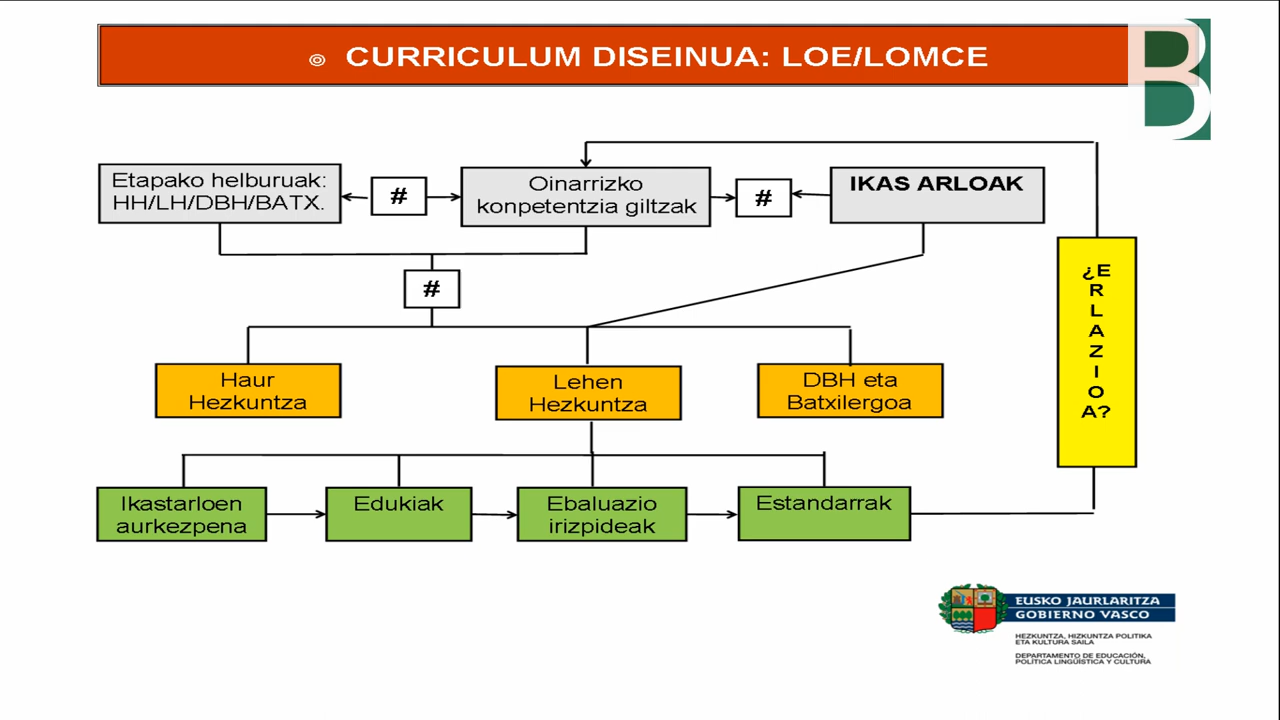 ◎ CURRICULUM DISEINUA: LOE/LOMCE
B
Etapako helburuak:
HH/LH/DBH/BATX.
#
Oinarrizko
konpetentzia giltzak
#
IKAS ARLOAK
#
¿E
R
L
A
Z
I
O
A?
Haur
Hezkuntza
Lehen
Hezkuntza
DBH eta
Batxilergoa
Ikastarloen
aurkezpena
Edukiak
Ebaluazio
irizpideak
Estandarrak
EUSKO JAURLARITZA
GOBIERNO VASCO
HEZKUNTZA, HIZKUNTZA POLITIKA
ETA KULTURA SAILA
DEPARTAMENTO DE EDUCACIÓN,
POLÍTICA LINGÜÍSTICA Y CULTURA